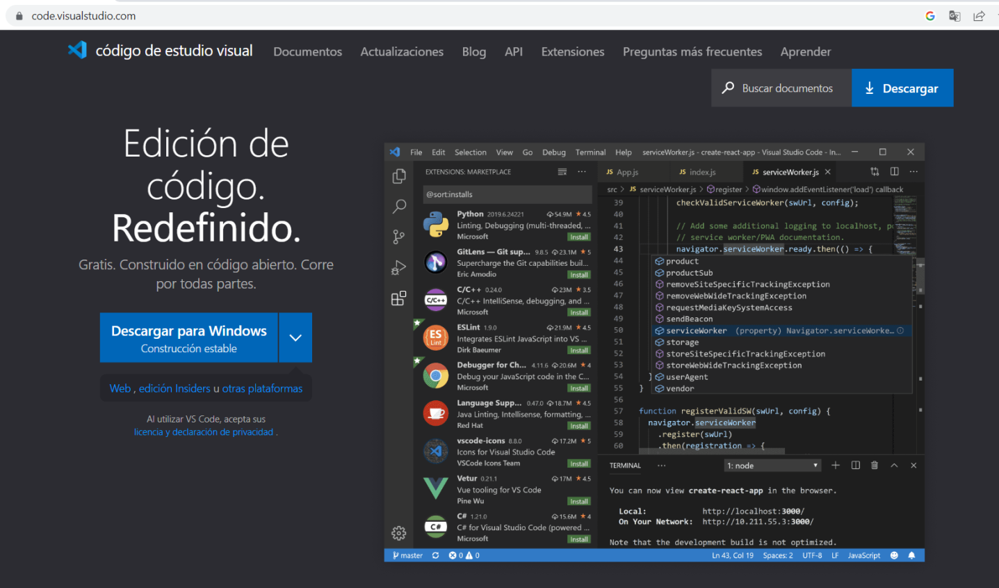 code.visualstudio.com
código de estudio visual Documentos Actualizaciones Blog API Extensiones Preguntas más frecuentes Aprender
Buscar documentos Descargar
Edición de
código.
Redefinido.
Gratis. Construido en código abierto. Corre
por todas partes.
Descargar para Windows
Construcción estable
Web , edición Insiders u otras plataformas
Al utilizar VS Code, acepta sus
licencia y declaración de privacidad .
File Edit Selection View Go Debug Terminal Help serviceWorker.js - create-react-app - Visual Studio Code - In...
EXTENSIONS: MARKETPLACE
@sort:installs
Python 2019.6.24221 54.9M 4.5
Linting, Debugging (multi-threaded, ...
Microsoft Install
GitLens — Git sup... 9.8.5 23.1M 5
Supercharge the Git capabilities buil...
Eric Amodio Install
C/C++
C/C++ 0.24.0 23M 3.5
C/C++ IntelliSense, debugging, and ...
Microsoft Install
ES
Lint
ESLint 1.9.0 21.9M 4.5
Integrates ESLint JavaScript into VS ...
Dirk Baeumer Install
Debugger for Ch... 4.11.6 20.6M 4
Debug your JavaScript code in the C...
Microsoft Install
Language Supp... 0.47.0 18.7M 4.5
Java Linting, Intellisense, formatting, ...
Red Hat Install
vscode-icons 8.8.0 17.2M 5
Icons for Visual Studio Code
VSCode Icons Team Install
Vetur 0.21.1 17M 4.5
Vue tooling for VS Code
Pine Wu Install
C#
C# 1.21.0 15.6M 4
C# for Visual Studio Code (powered ...
Microsoft Install
JS App.js JS index.js JS serviceWorker.js
src > JS serviceWorker.js > register > window.addEventListener('load') callback
39 checkValidServiceWorker(swUrl, config);
40
41 // Add some additional logging to localhost, po
42 // service worker/PWA documentation.
43 navigator.serviceWorker.ready.then(() => {
44 product
45 productSub
46 removeSiteSpecificTrackingException
47 removeWebWideTrackingException
48 requestMediaKeySystemAccess
49 sendBeacon
50 serviceWorker (property) Navigator.serviceWorke...
51 storage
52 storeSiteSpecificTrackingException
53 storeWebWideTrackingException
54 } userAgent
55 } vendor
56
57 function registerValidSW(swUrl, config) {
58 navigator.serviceWorker
59 .register(swUrl)
60 .then(registration => {
TERMINAL ... 1: node
You can now view create-react-app in the browser.
Local: http://localhost:3000/
On Your Network: http://10.211.55.3:3000/
Note that the development build is not optimized.
master 0 0 Ln 43, Col 19 Spaces: 2 UTF-8 LF JavaScript